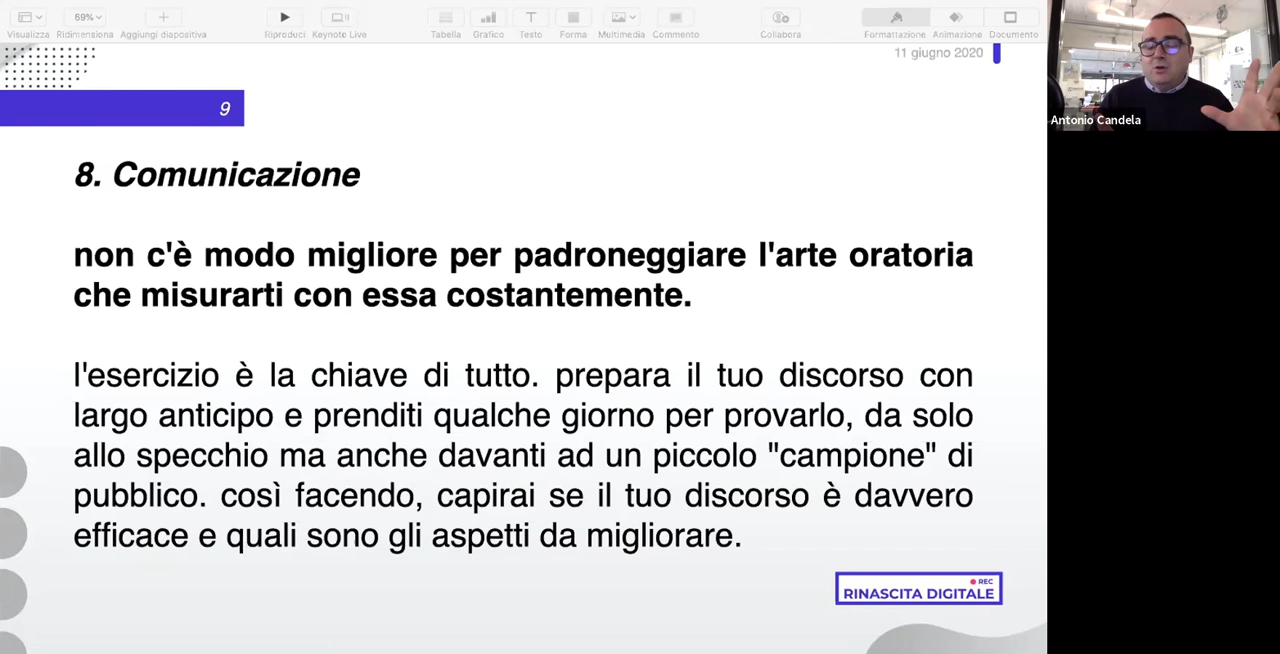 Visualizza
69%
Ridimensiona
Aggiungi diapositiva
Riproduci
Keynote Live
Tabella
Grafico
Testo
Forma
Multimedia
Commento
Collabora
Formattazione
Animazione
Documento
11 giugno 2020
Antonio Candela
9
8. Comunicazione
non c'è modo migliore per padroneggiare l'arte oratoria
che misurarti con essa costantemente.
l'esercizio è la chiave di tutto. prepara il tuo discorso con
largo anticipo e prenditi qualche giorno per provarlo, da solo
allo specchio ma anche davanti ad un piccolo "campione" di
pubblico. così facendo, capirai se il tuo discorso è davvero
efficace e quali sono gli aspetti da migliorare.
REC
RINASCITA DIGITALE